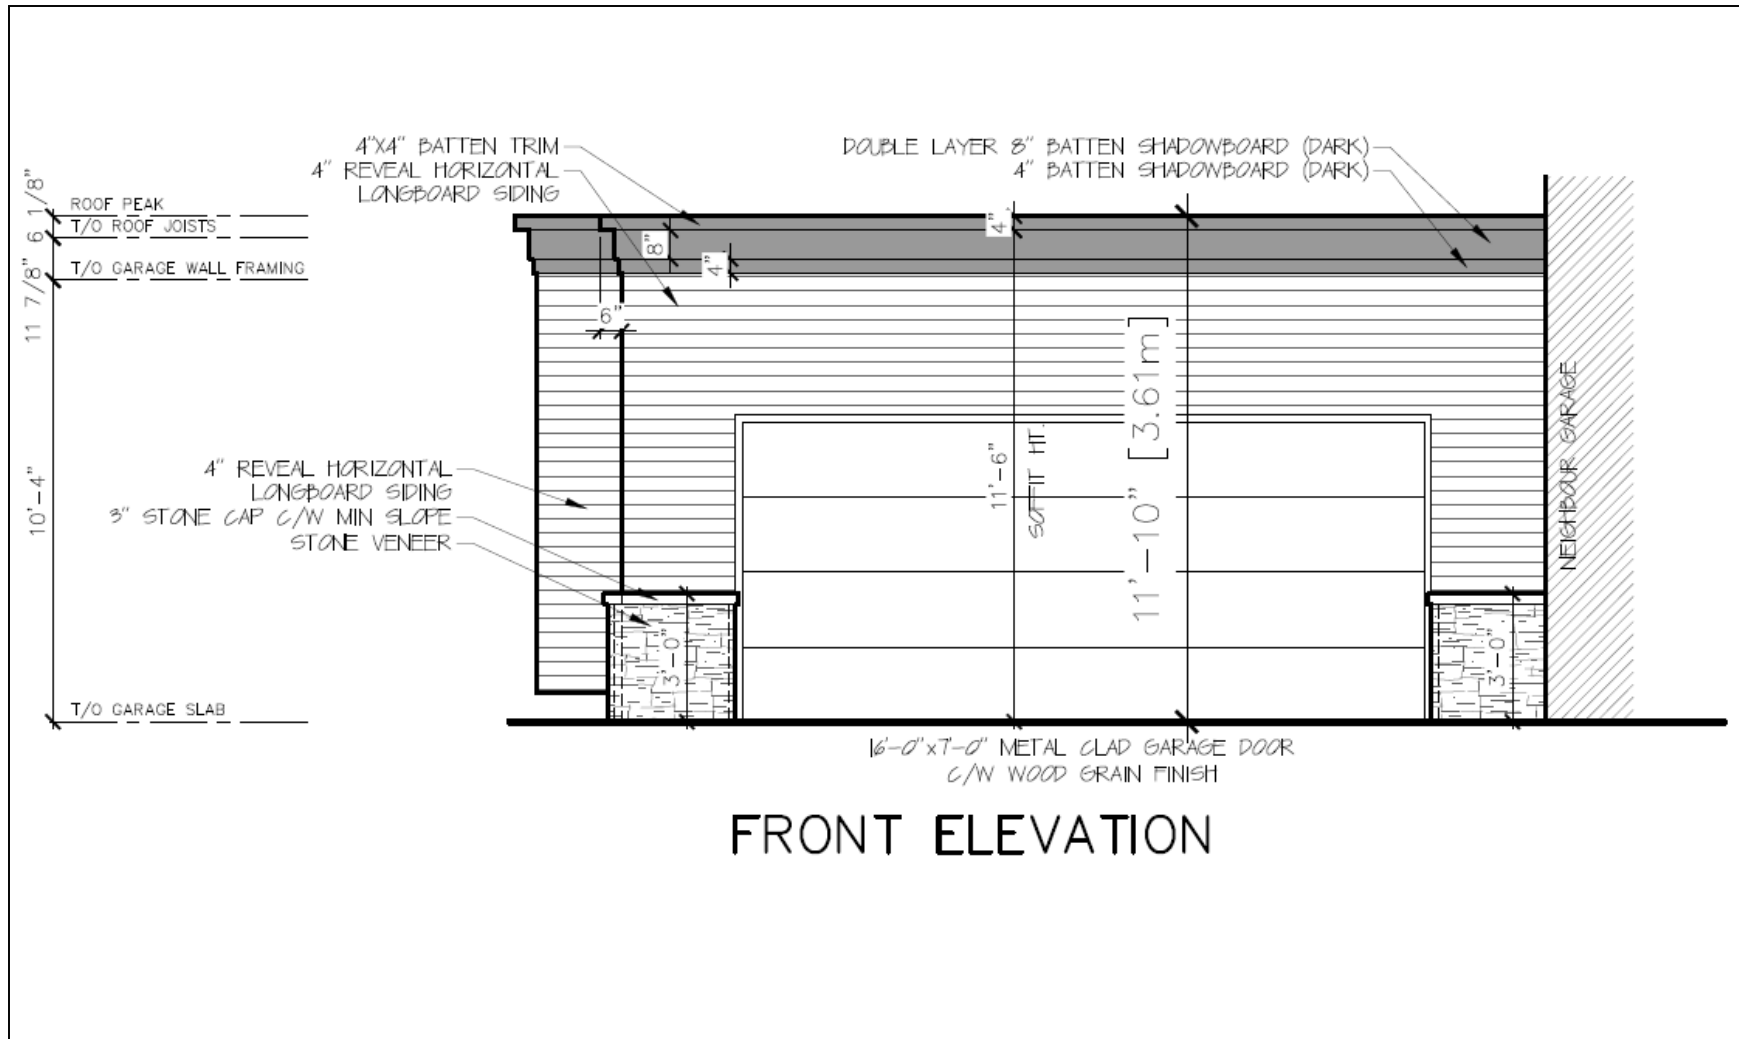 4"X4" BATTEN TRIM
4" REVEAL HORIZONTAL
LONGBOARD SIDING
DOUBLE LAYER 8" BATTEN SHADOWBOARD (DARK)
4" BATTEN SHADOWBOARD (DARK)
6 1/8"
ROOF PEAK
T/O ROOF JOISTS
11 7/8"
T/O GARAGE WALL FRAMING
8"
4"
4"
6"
[3.61m]
11'-10"
11'-6"
SOFFIT HT.
NEIGHBOUR GARAGE
10'-4"
4" REVEAL HORIZONTAL
LONGBOARD SIDING
3" STONE CAP C/W MIN SLOPE
STONE VENEER
3'-0"
3'-0"
T/O GARAGE SLAB
16'-0"x7'-0" METAL CLAD GARAGE DOOR
C/W WOOD GRAIN FINISH
FRONT ELEVATION